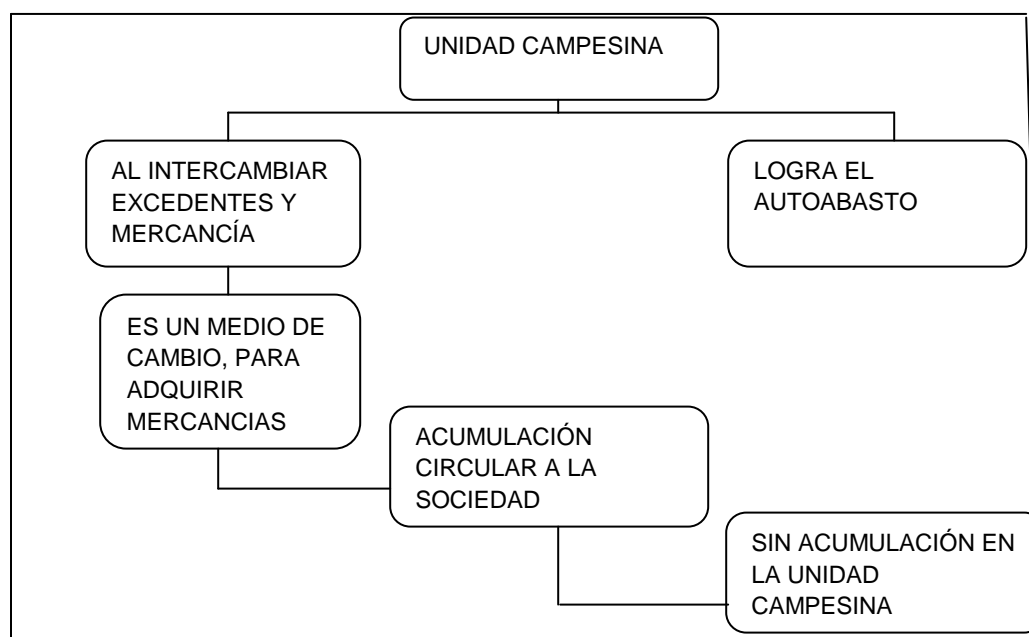 UNIDAD CAMPESINA
AL INTERCAMBIAR
EXCEDENTES Y
MERCANCÍA
LOGRA EL
AUTOABASTO
ES UN MEDIO DE
CAMBIO, PARA
ADQUIRIR
MERCANCIAS
ACUMULACIÓN
CIRCULAR A LA
SOCIEDAD
SIN ACUMULACIÓN EN
LA UNIDAD
CAMPESINA